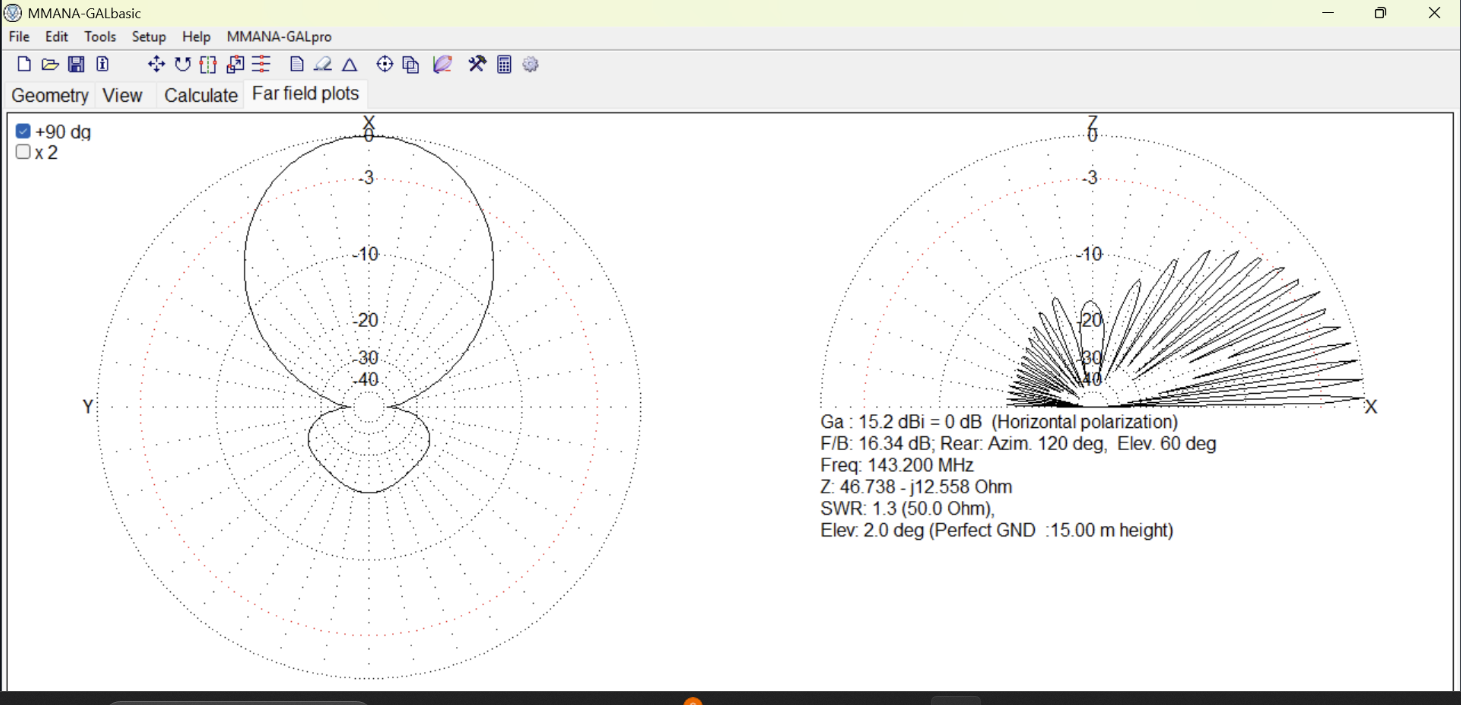 MMANA-GALbasic
File Edit Tools Setup Help MMANA-GALpro
Geometry View Calculate Far field plots
+90 dg
x 2
X
0
-3
-10
-20
-30
-40
Y
Z
0
-3
-10
-20
-30
-40
X
Ga : 15.2 dBi = 0 dB (Horizontal polarization)
F/B: 16.34 dB; Rear: Azim. 120 deg, Elev. 60 deg
Freq: 143.200 MHz
Z: 46.738 - j12.558 Ohm
SWR: 1.3 (50.0 Ohm),
Elev: 2.0 deg (Perfect GND :15.00 m height)